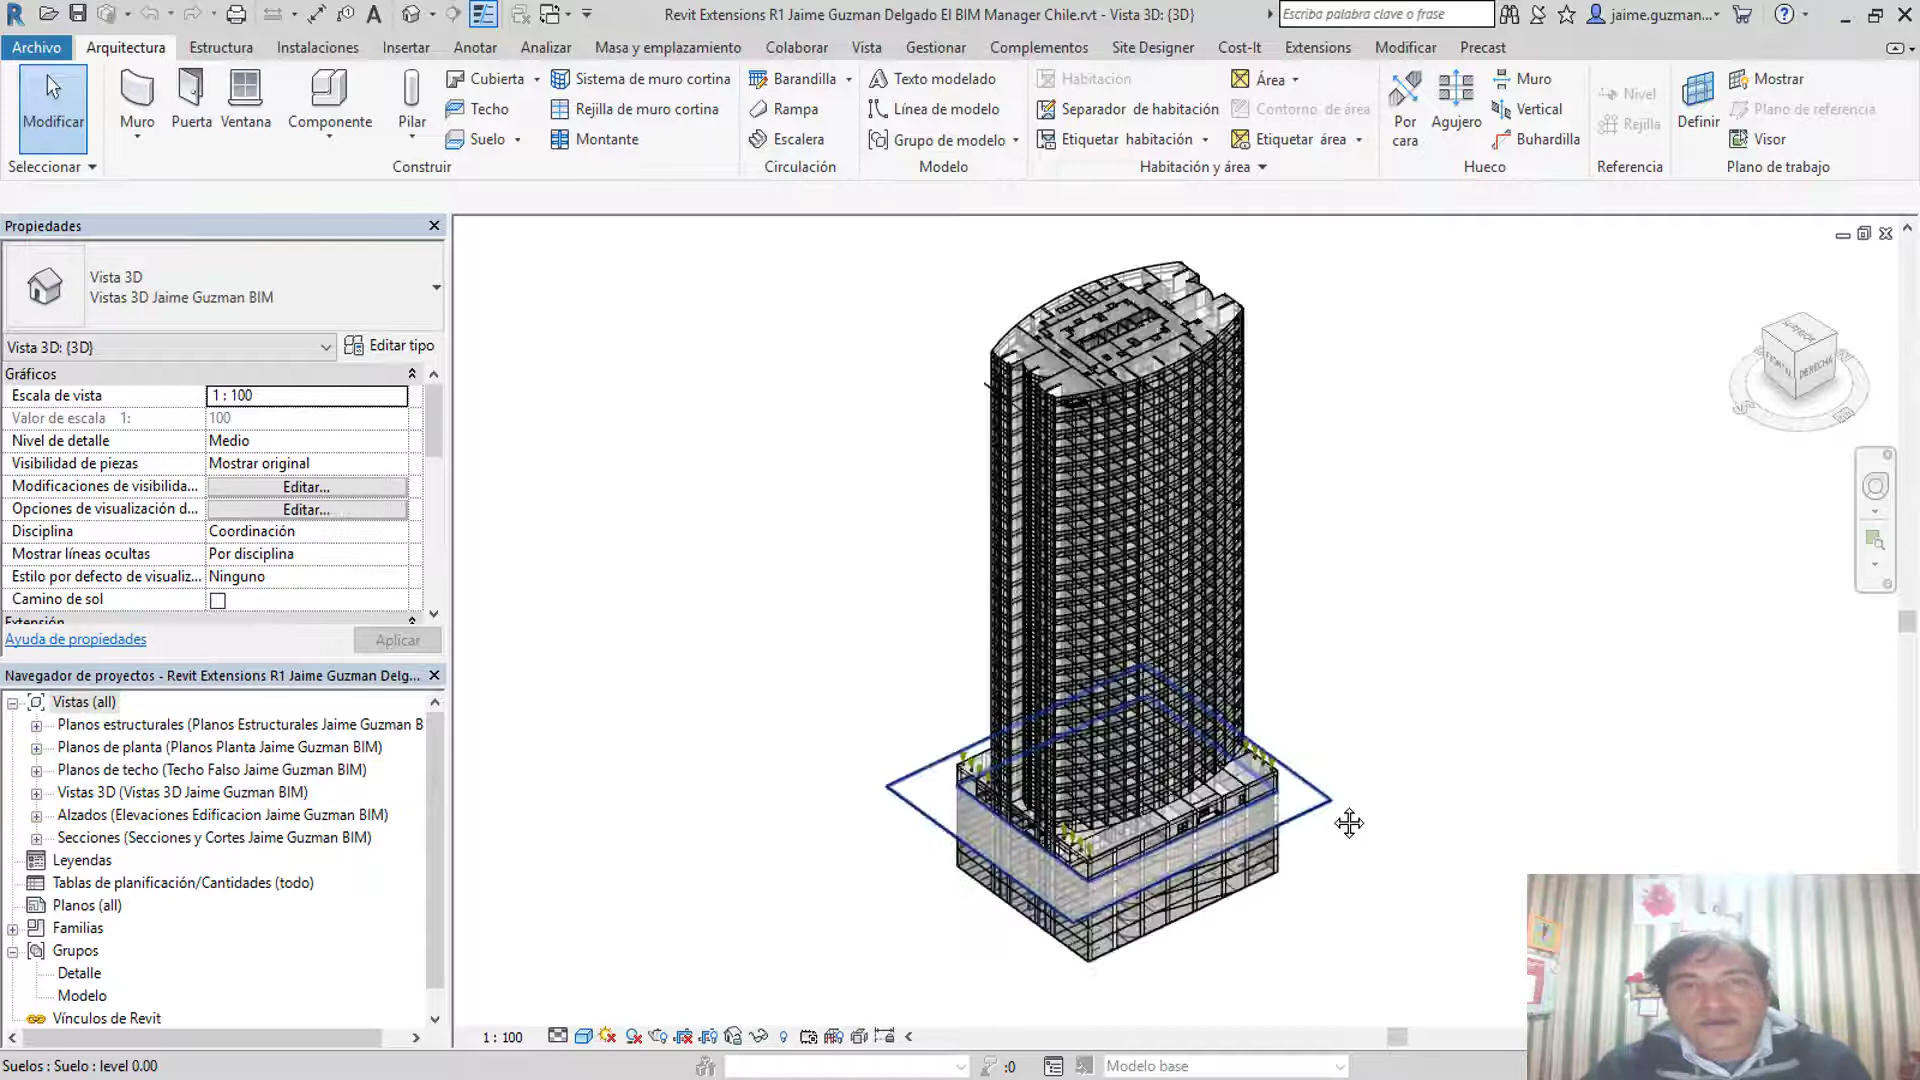 Revit Extensions R1 Jaime Guzman Delgado El BIM Manager Chile.rvt - Vista 3D: {3D}
Escriba palabra clave o frase
jaime.guzman...
Archivo Arquitectura Estructura Instalaciones Insertar Anotar Analizar Masa y emplazamiento Colaborar Vista Gestionar Complementos Site Designer Cost-It Extensions Modificar Precast
Modificar
Muro
Puerta
Ventana
Componente
Pilar
Cubierta
Techo
Suelo
Sistema de muro cortina
Rejilla de muro cortina
Montante
Barandilla
Rampa
Escalera
Texto modelado
Línea de modelo
Grupo de modelo
Habitación
Separador de habitación
Etiquetar habitación
Área
Contorno de área
Etiquetar área
Por cara
Agujero
Muro
Vertical
Buhardilla
Nivel
Rejilla
Definir
Mostrar
Plano de referencia
Visor
Seleccionar Construir Circulación Modelo Habitación y área Hueco Referencia Plano de trabajo
Propiedades
Vista 3D
Vistas 3D Jaime Guzman BIM
Vista 3D: {3D} Editar tipo
Gráficos
Escala de vista 1 : 100
Valor de escala 1: 100
Nivel de detalle Medio
Visibilidad de piezas Mostrar original
Modificaciones de visibilida... Editar...
Opciones de visualización d... Editar...
Disciplina Coordinación
Mostrar líneas ocultas Por disciplina
Estilo por defecto de visualiz... Ninguno
Camino de sol
Extensión
Ayuda de propiedades Aplicar
Navegador de proyectos - Revit Extensions R1 Jaime Guzman Delg...
Vistas (all)
Planos estructurales (Planos Estructurales Jaime Guzman B
Planos de planta (Planos Planta Jaime Guzman BIM)
Planos de techo (Techo Falso Jaime Guzman BIM)
Vistas 3D (Vistas 3D Jaime Guzman BIM)
Alzados (Elevaciones Edificacion Jaime Guzman BIM)
Secciones (Secciones y Cortes Jaime Guzman BIM)
Leyendas
Tablas de planificación/Cantidades (todo)
Planos (all)
Familias
Grupos
Detalle
Modelo
Vínculos de Revit
FRONTAL DERECHA
1 : 100
Suelos : Suelo : level 0.00
:0
Modelo base